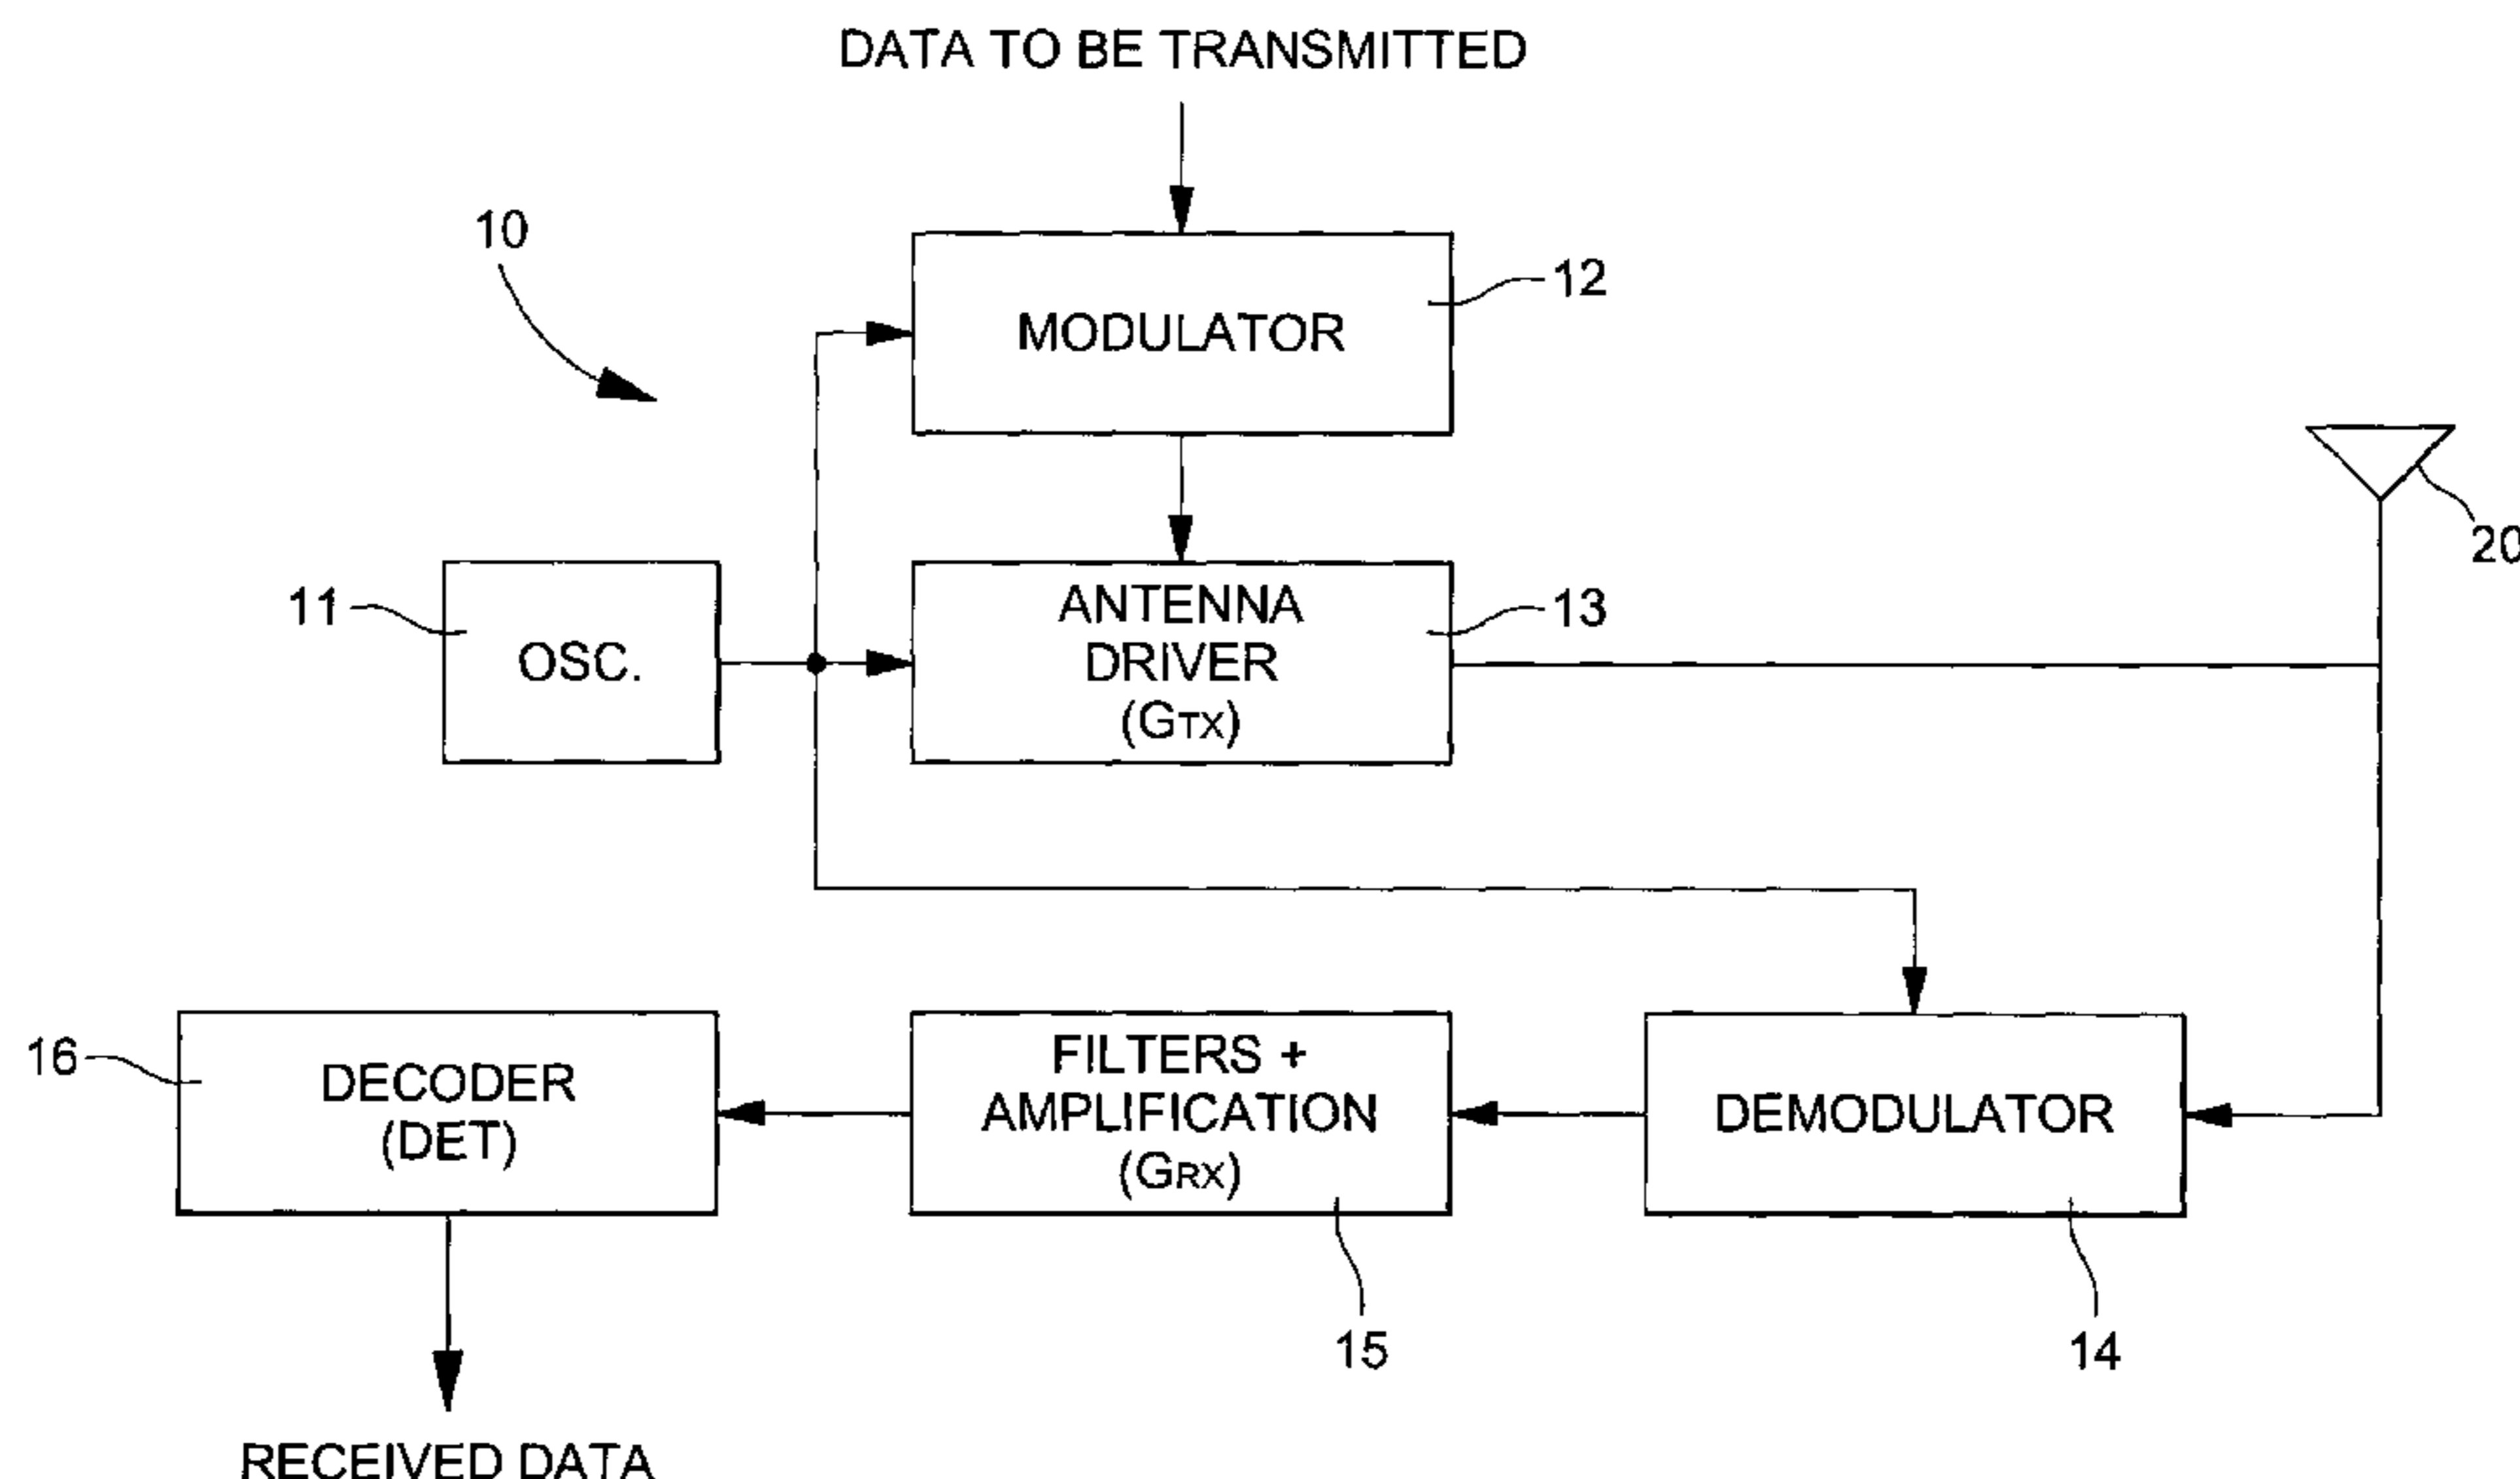 DATA TO BE TRANSMITTED
10
12
MODULATOR
20
11
OSC.
ANTENNA
DRIVER
(GTX)
13
16
DECODER
(DET)
FILTERS +
AMPLIFICATION
(GRX)
DEMODULATOR
15
14
RECEIVED DATA